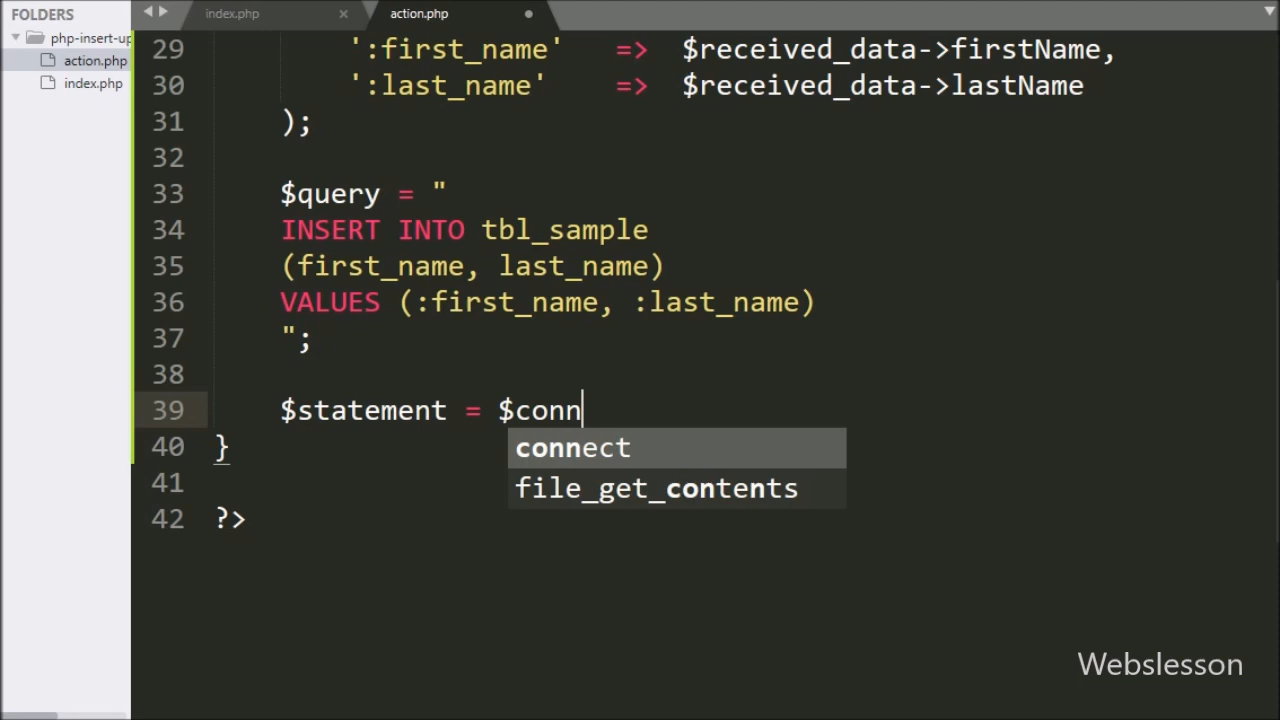 FOLDERS
php-insert-up
action.php
index.php
index.php ×
action.php
29 ':first_name' => $received_data->firstName,
30 ':last_name' => $received_data->lastName
31 );
32
33 $query = "
34 INSERT INTO tbl_sample
35 (first_name, last_name)
36 VALUES (:first_name, :last_name)
37 ";
38
39 $statement = $conn
connect
file_get_contents
40 }
41
42 ?>
Webslesson